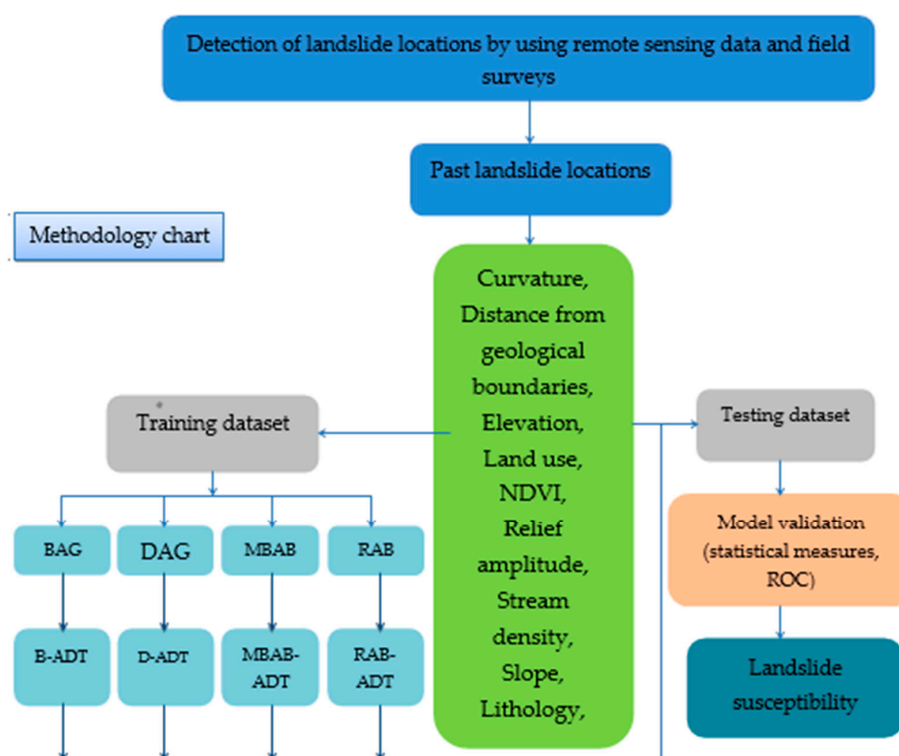 Detection of landslide locations by using remote sensing data and field
surveys
Past landslide locations
Methodology chart
Curvature,
Distance from
geological
boundaries,
Elevation,
Land use,
NDVI,
Relief
amplitude,
Stream
density,
Slope,
Lithology,
Training dataset
BAG
DAG
MBAB
RAB
B-ADT
D-ADT
MBAB-
ADT
RAB-
ADT
Testing dataset
Model validation
(statistical measures,
ROC)
Landslide
susceptibility